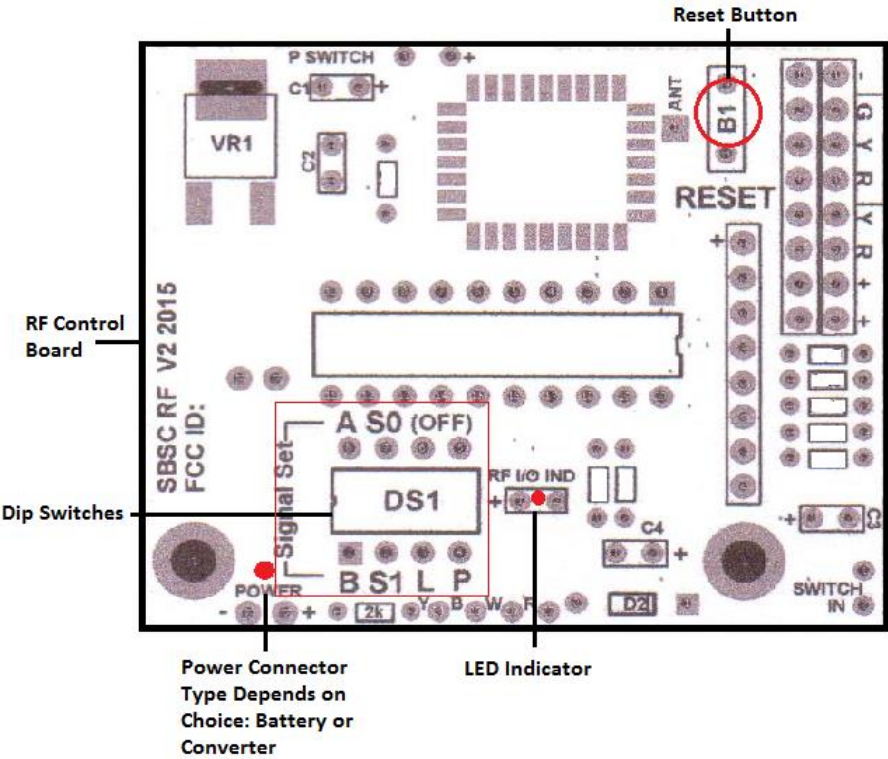 Reset Button
P SWITCH
+
C1
+
VR1
C2
ANT
B1
RESET
-
G
Y
R
Y
R
+
+
+
RF Control
Board
SBSC RF V2 2015
FCC ID:
A S0 (OFF)
Signal Set
DS1
B S1 L P
RF I/O IND
+
Dip Switches
C4
+
+
C3
POWER
-
+
2k
Y
B
W
R
D2
SWITCH
IN
Power Connector
Type Depends on
Choice: Battery or
Converter
LED Indicator